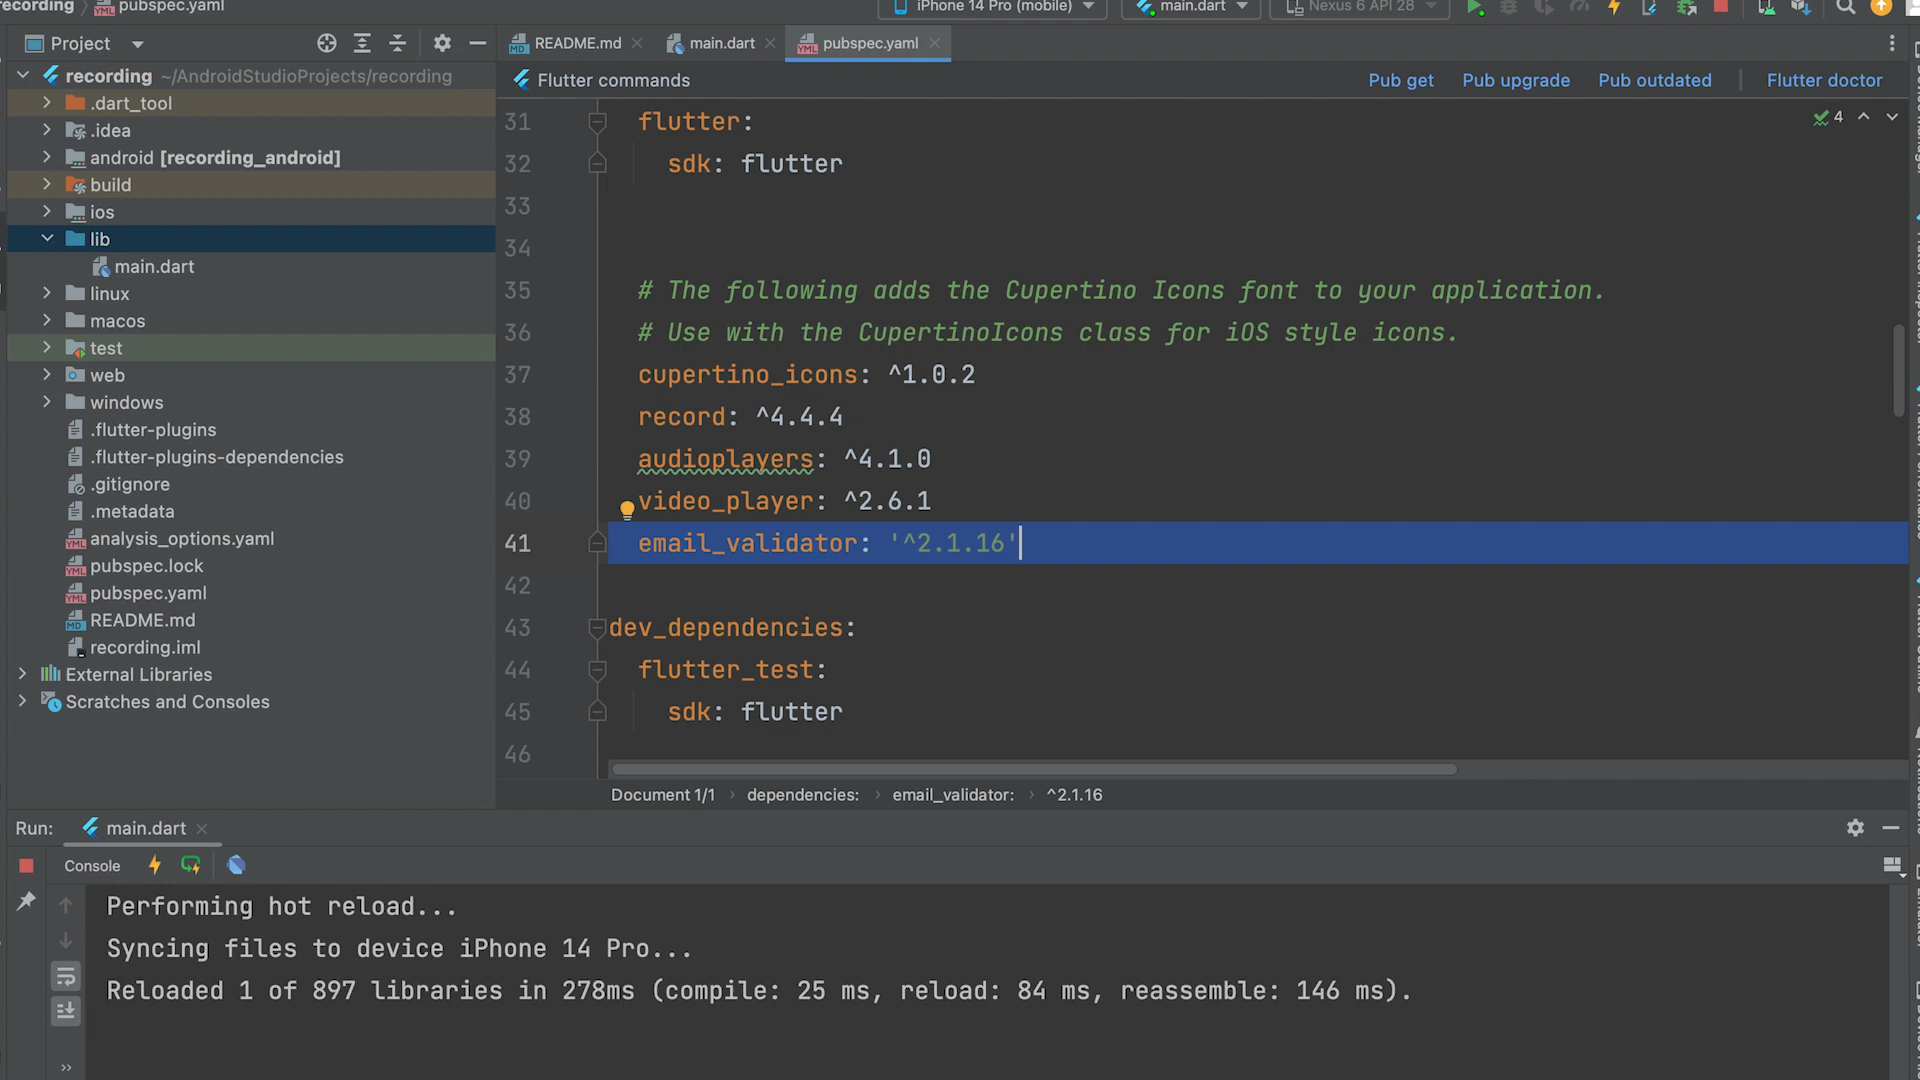 recording
pubspec.yaml
iPhone 14 Pro (mobile)
main.dart
Nexus 6 API 28
Project
README.md
main.dart
pubspec.yaml
recording ~/AndroidStudioProjects/recording
Flutter commands
Pub get
Pub upgrade
Pub outdated
Flutter doctor
.dart_tool
.idea
android [recording_android]
build
ios
lib
main.dart
linux
macos
test
web
windows
.flutter-plugins
.flutter-plugins-dependencies
.gitignore
.metadata
analysis_options.yaml
pubspec.lock
pubspec.yaml
README.md
recording.iml
External Libraries
Scratches and Consoles
4
31 flutter:
32 sdk: flutter
33
34
35 # The following adds the Cupertino Icons font to your application.
36 # Use with the CupertinoIcons class for iOS style icons.
37 cupertino_icons: ^1.0.2
38 record: ^4.4.4
39 audioplayers: ^4.1.0
40 video_player: ^2.6.1
41 email_validator: '^2.1.16'
42
43 dev_dependencies:
44 flutter_test:
45 sdk: flutter
46
Document 1/1 › dependencies: › email_validator: › ^2.1.16
Run:
main.dart
Console
Performing hot reload...
Syncing files to device iPhone 14 Pro...
Reloaded 1 of 897 libraries in 278ms (compile: 25 ms, reload: 84 ms, reassemble: 146 ms).